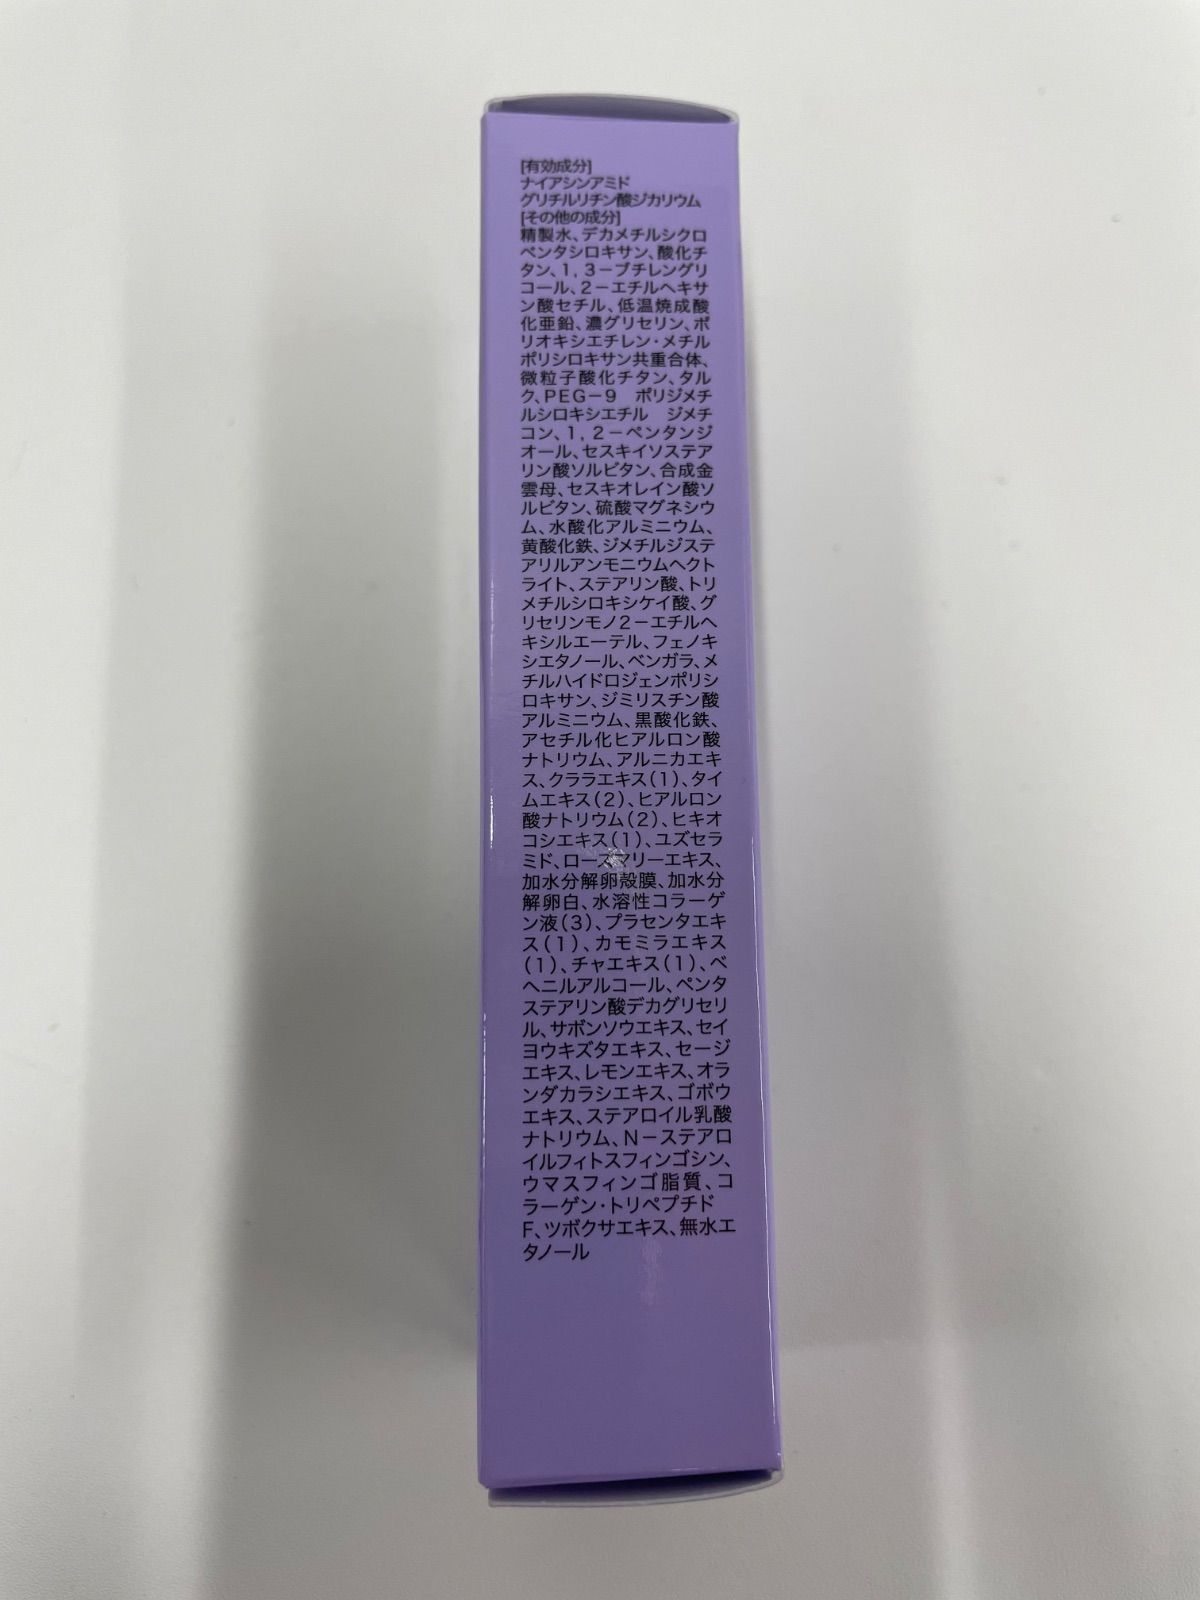 [有効成分]
ナイアシンアミド
グリチルリチン酸ジカリウム
[その他の成分]
精製水、デカメチルシクロ
ペンタシロキサン、酸化チ
タン、1,3－ブチレングリ
コール、2－エチルヘキサ
ン酸セチル、低温焼成酸
化亜鉛、濃グリセリン、ポ
リオキシエチレン・メチル
ポリシロキサン共重合体、
微粒子酸化チタン、タル
ク、PEG－9　ポリジメチ
ルシロキシエチル　ジメチ
コン、1,2－ペンタンジ
オール、セスキイソステア
リン酸ソルビタン、合成金
雲母、セスキオレイン酸ソ
ルビタン、硫酸マグネシウ
ム、水酸化アルミニウム、
黄酸化鉄、ジメチルジステ
アリルアンモニウムヘクト
ライト、ステアリン酸、トリ
メチルシロキシケイ酸、グ
リセリンモノ2－エチルヘ
キシルエーテル、フェノキ
シエタノール、ベンガラ、メ
チルハイドロジェンポリシ
ロキサン、ジミリスチン酸
アルミニウム、黒酸化鉄、
アセチル化ヒアルロン酸
ナトリウム、アルニカエキ
ス、クララエキス(1)、タイ
ムエキス(2)、ヒアルロン
酸ナトリウム(2)、ヒキオ
コシエキス(1)、ユズセラ
ミド、ローズマリーエキス、
加水分解卵殻膜、加水分
解卵白、水溶性コラーゲ
ン液(3)、プラセンタエキ
ス(1)、カモミラエキス
(1)、チャエキス(1)、ベ
ヘニルアルコール、ペンタ
ステアリン酸デカグリセリ
ル、サボンソウエキス、セイ
ヨウキズタエキス、セージ
エキス、レモンエキス、オラ
ンダカラシエキス、ゴボウ
エキス、ステアロイル乳酸
ナトリウム、N－ステアロ
イルフィトスフィンゴシン、
ウマスフィンゴ脂質、コ
ラーゲン・トリペプチド
F、ツボクサエキス、無水エ
タノール